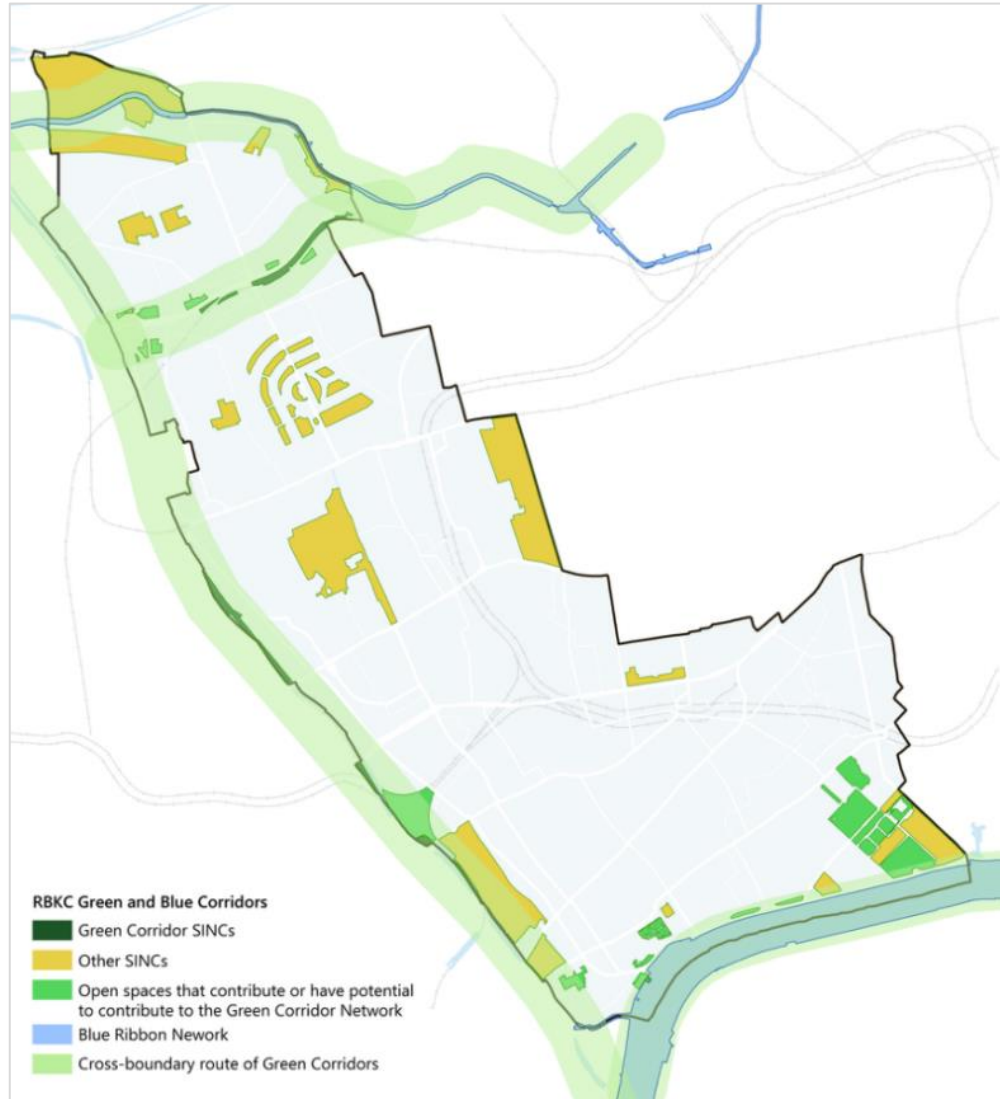 RBKC Green and Blue Corridors
Green Corridor SINCs
Other SINCs
Open spaces that contribute or have potential
to contribute to the Green Corridor Network
Blue Ribbon Nework
Cross-boundary route of Green Corridors